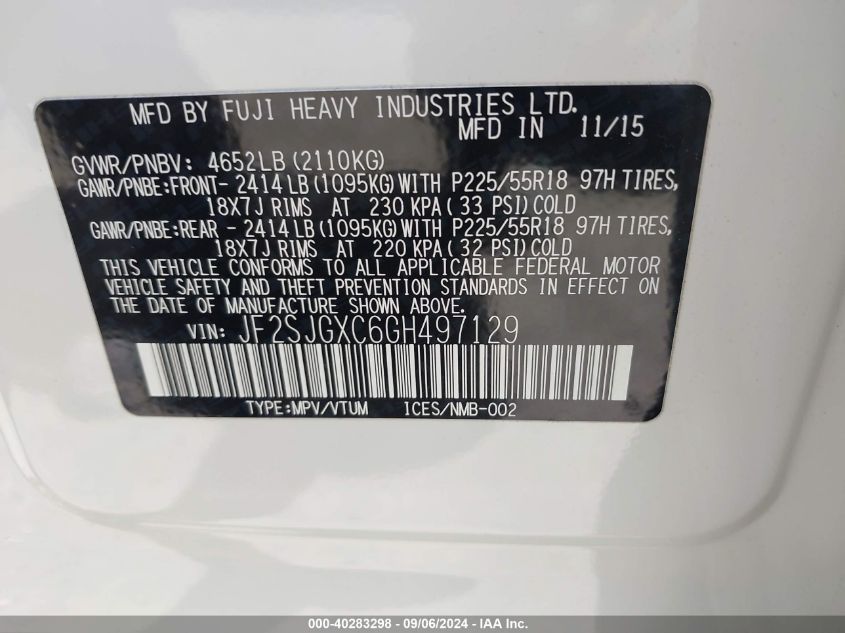 MFD BY FUJI HEAVY INDUSTRIES LTD.
MFD IN 11/15
GVWR/PNBV: 4652LB (2110KG)
GAWR/PNBE:FRONT- 2414LB (1095KG) WITH P225/55R18 97H TIRES,
18X7J RIMS AT 230 KPA ( 33 PSI) COLD
GAWR/PNBE:REAR - 2414LB (1095KG) WITH P225/55R18 97H TIRES,
18X7J RIMS AT 220 KPA ( 32 PSI) COLD
THIS VEHICLE CONFORMS TO ALL APPLICABLE FEDERAL MOTOR
VEHICLE SAFETY AND THEFT PREVENTION STANDARDS IN EFFECT ON
THE DATE OF MANUFACTURE SHOWN ABOVE.
VIN: JF2SJGXC6GH497129
TYPE:MPV/VTUM ICES/NMB-002
000-40283298 - 09/06/2024 - IAA Inc.